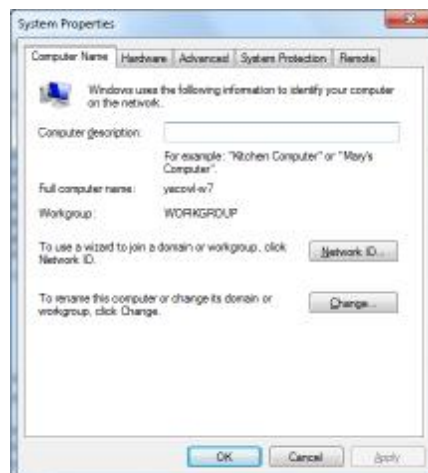 System Properties
Computer Name Hardware Advanced System Protection Remote
Windows uses the following information to identify your computer
on the network.
Computer description:
For example: "Kitchen Computer" or "Mary's
Computer".
Full computer name: yacovl-w7
Workgroup: WORKGROUP
To use a wizard to join a domain or workgroup, click
Network ID.
Network ID...
To rename this computer or change its domain or
workgroup, click Change.
Change...
OK Cancel Apply